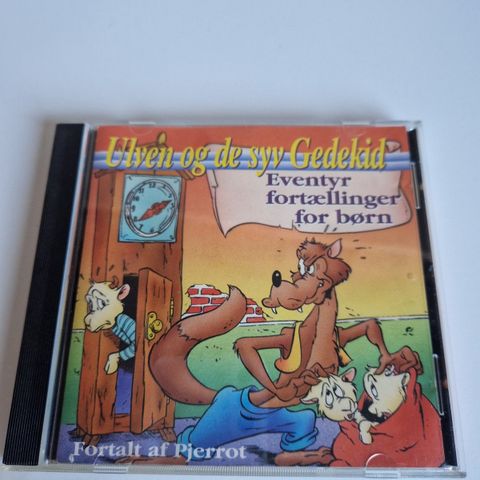 Ulven og de syv Gedekid
Eventyr
fortællinger
for børn
Fortalt af Pjerrot